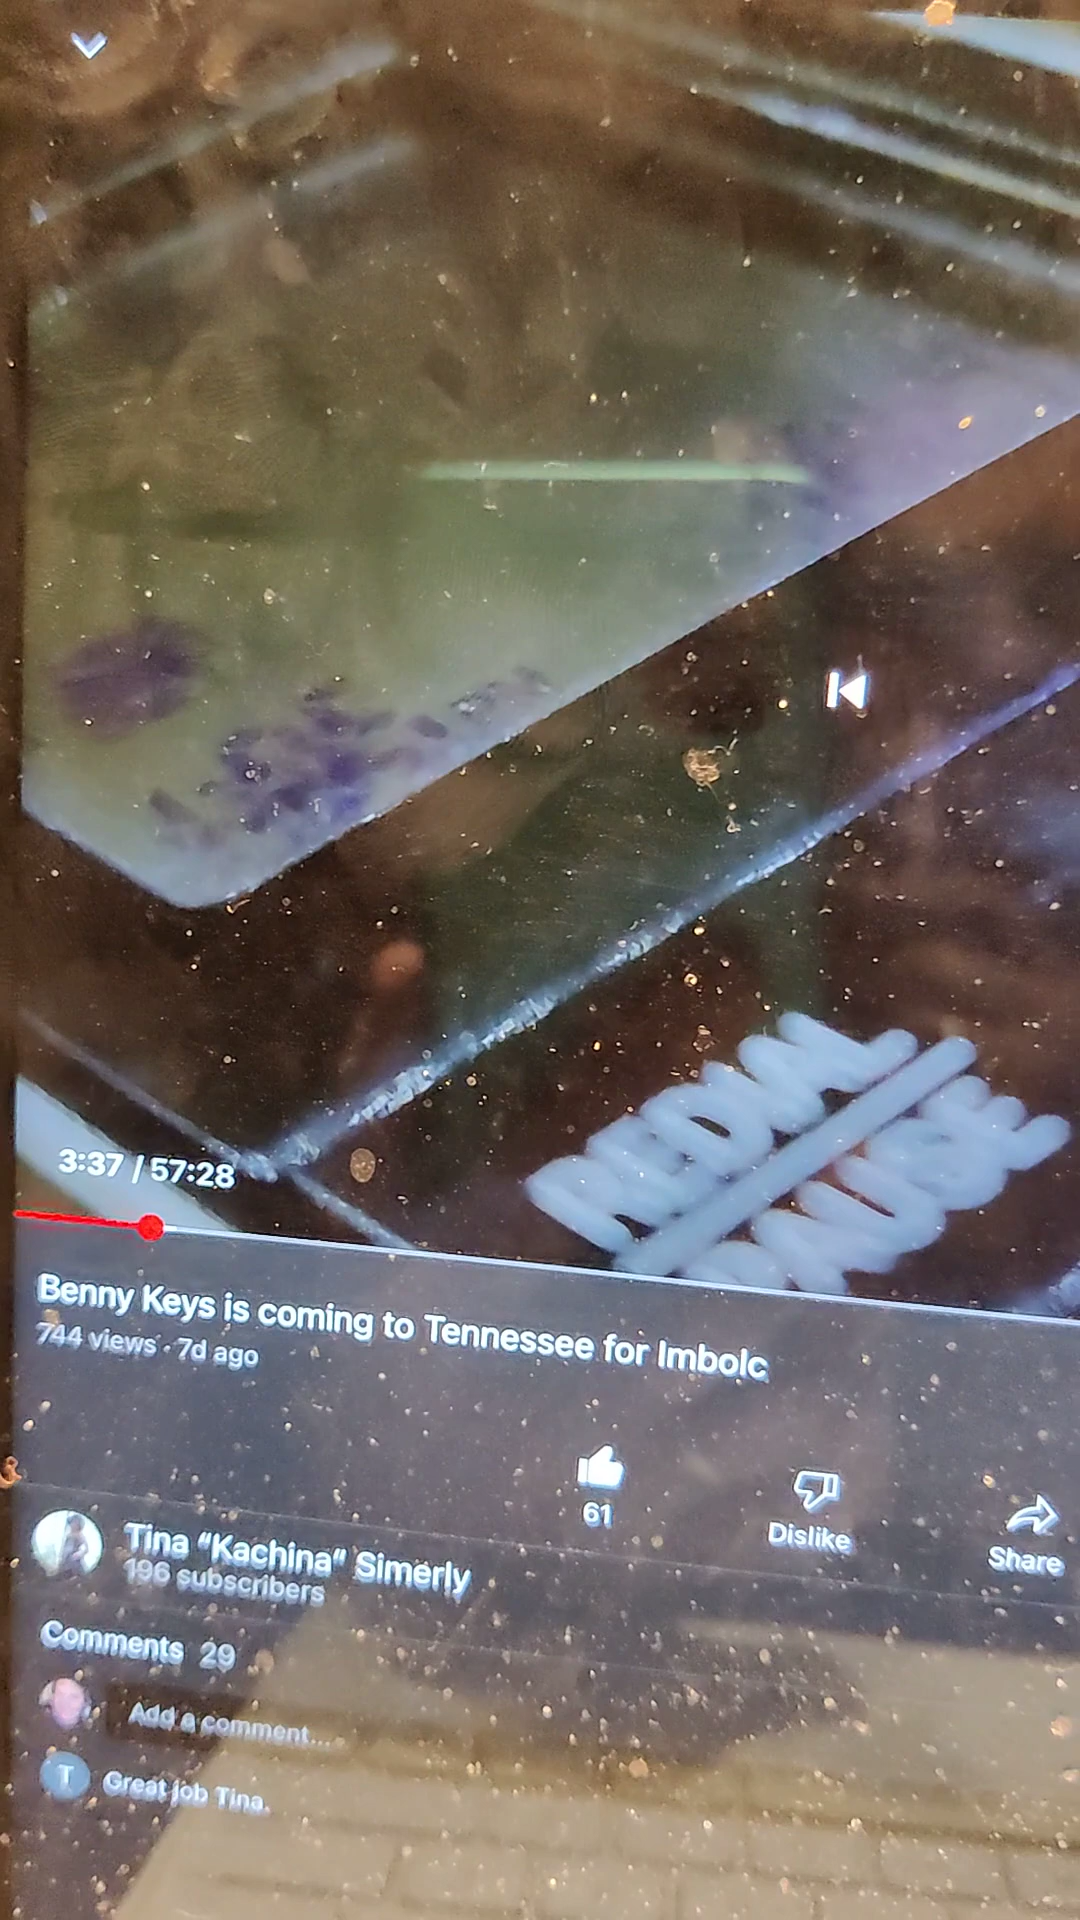 3:37 / 57:28
Benny Keys is coming to Tennessee for Imbolc
744 views · 7d ago
61
Dislike
Share
Tina "Kachina" Simerly
196 subscribers
Comments 29
Add a comment...
T
Great job Tina.